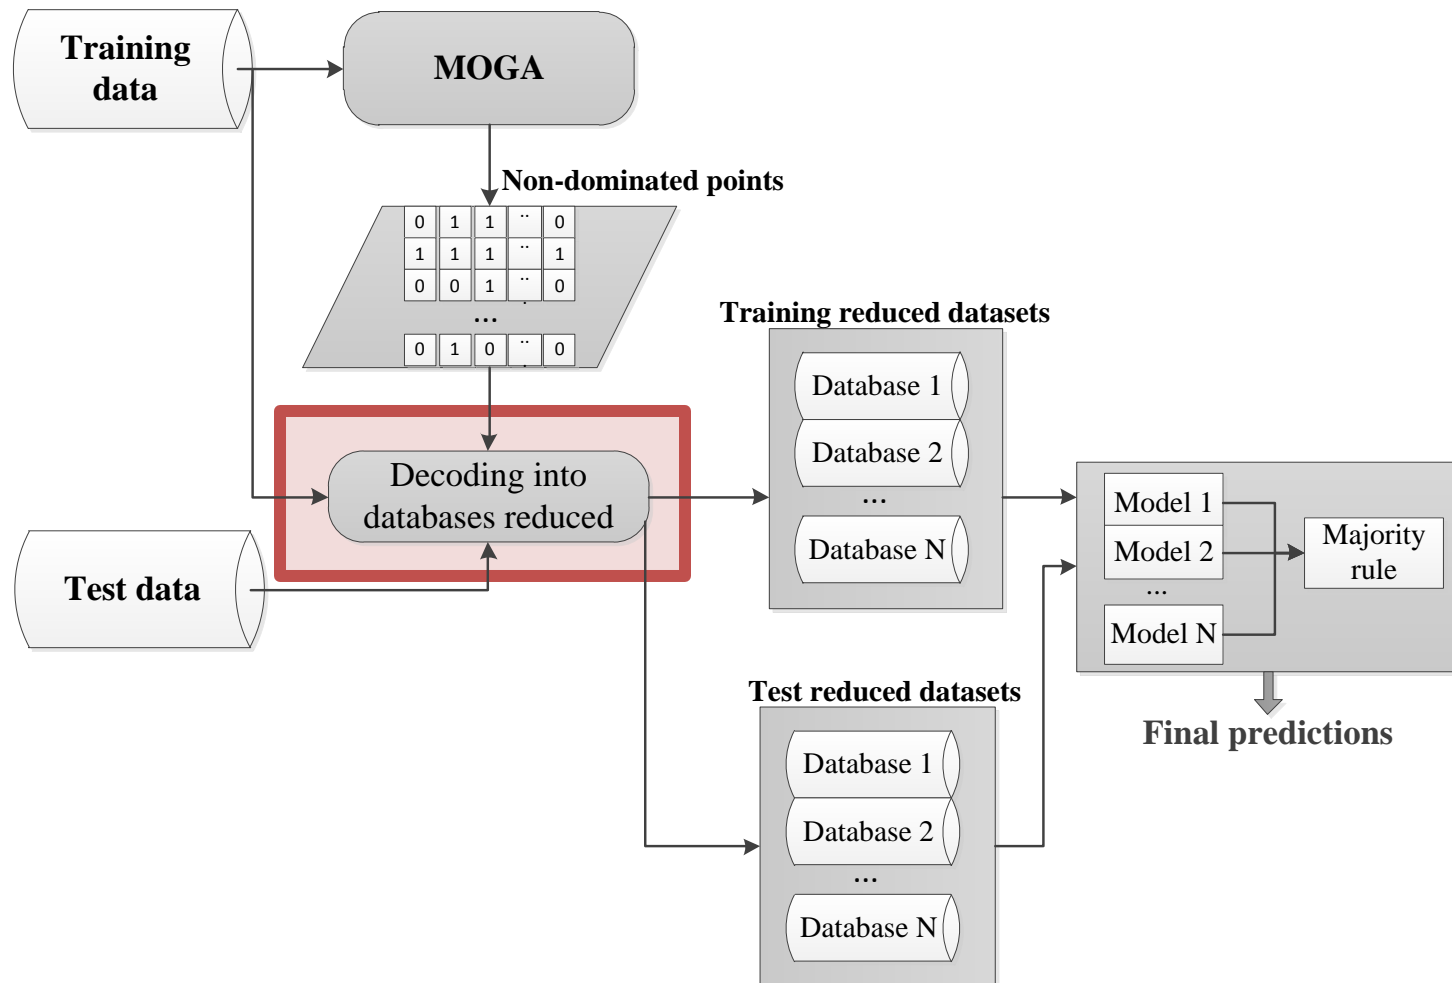 Training
data
MOGA
Non-dominated points
0 1 1 .. 0
1 1 1 .. 1
0 0 1 .. 0
...
0 1 0 .. 0
Training reduced datasets
Database 1
Database 2
...
Database N
Decoding into
databases reduced
Test data
Model 1
Model 2
...
Model N
Majority
rule
Test reduced datasets
Database 1
Database 2
...
Database N
Final predictions